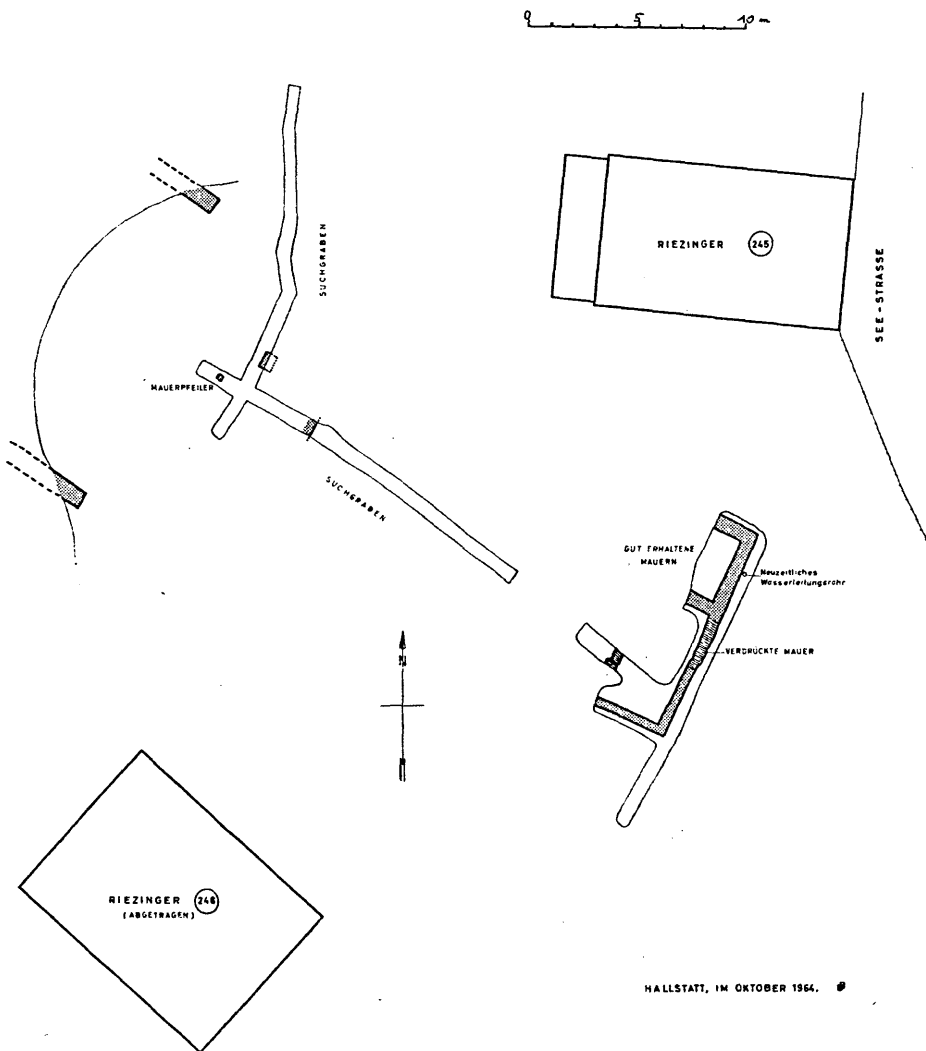 0 5 10 m
SUCHGRABEN
RIEZINGER 245
SEE-STRASSE
MAUERPFEILER
SUCHGRABEN
GUT ERHALTENE
MAUERN
Neuzeitliches
Wasserleitungsrohr
VERDRÜCKTE MAUER
N
RIEZINGER 246
(ABGETRAGEN)
HALLSTATT, IM OKTOBER 1964.